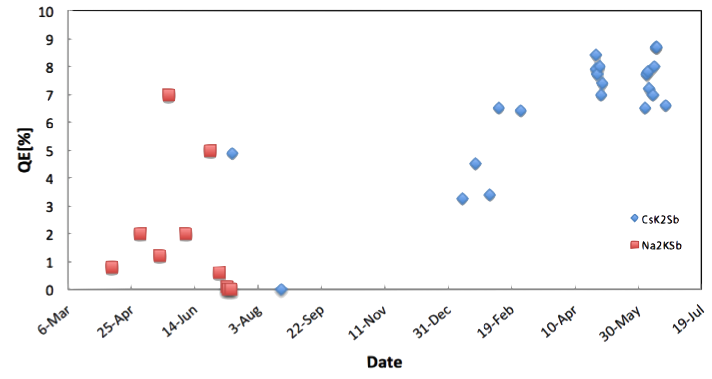 10
9
8
7
6
5
4
3
2
1
0
QE[%]
CsK2Sb
Na2KSb
6-Mar
25-Apr
14-Jun
3-Aug
22-Sep
11-Nov
31-Dec
19-Feb
10-Apr
30-May
19-Jul
Date